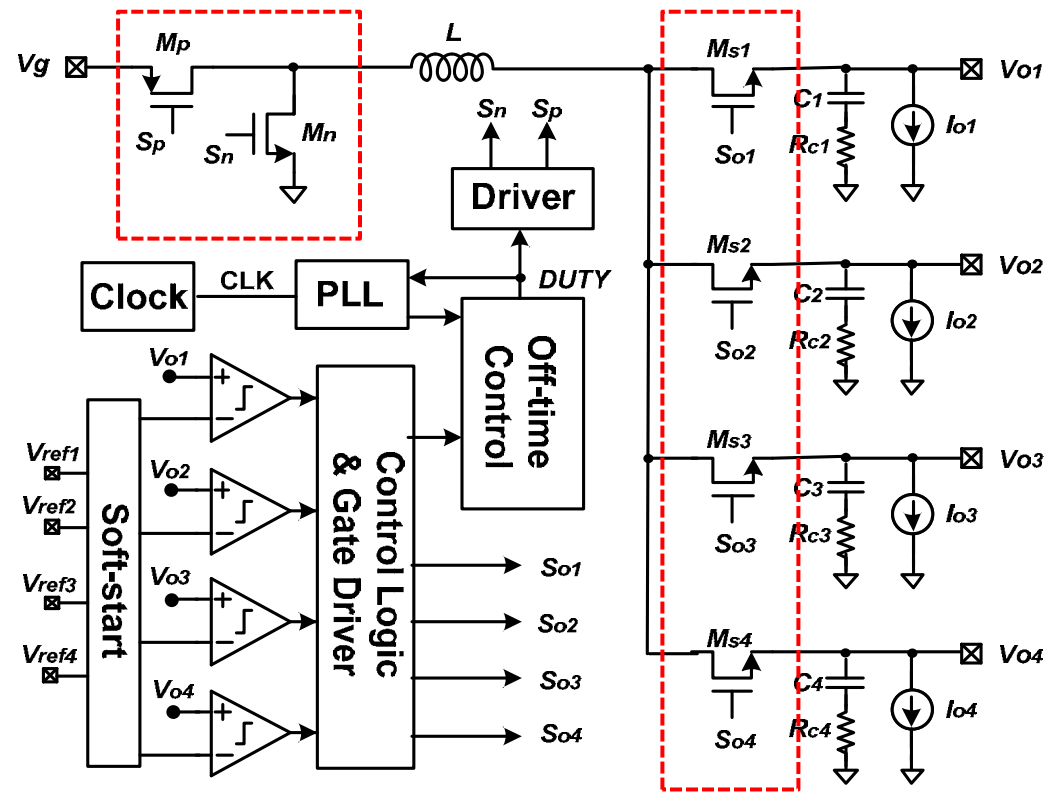 Vg
Mp
Sp
Sn
Mn
L
Sn
Sp
Driver
DUTY
Clock
CLK
PLL
Off-time
Control
Vref1
Vref2
Vref3
Vref4
Soft-start
Vo1
+
−
Vo2
+
−
Vo3
+
−
Vo4
+
−
Control Logic
& Gate Driver
So1
So2
So3
So4
Ms1
So1
C1
Rc1
Io1
Vo1
Ms2
So2
C2
Rc2
Io2
Vo2
Ms3
So3
C3
Rc3
Io3
Vo3
Ms4
So4
C4
Rc4
Io4
Vo4